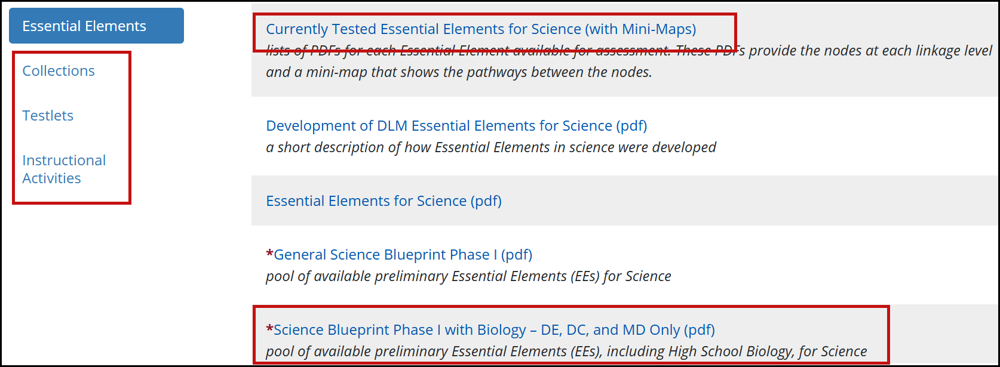 Essential Elements
Collections
Testlets
Instructional
Activities
Currently Tested Essential Elements for Science (with Mini-Maps)
lists of PDFs for each Essential Element available for assessment. These PDFs provide the nodes at each linkage level
and a mini-map that shows the pathways between the nodes.
Development of DLM Essential Elements for Science (pdf)
a short description of how Essential Elements in science were developed
Essential Elements for Science (pdf)
*General Science Blueprint Phase I (pdf)
pool of available preliminary Essential Elements (EEs) for Science
*Science Blueprint Phase I with Biology – DE, DC, and MD Only (pdf)
pool of available preliminary Essential Elements (EEs), including High School Biology, for Science